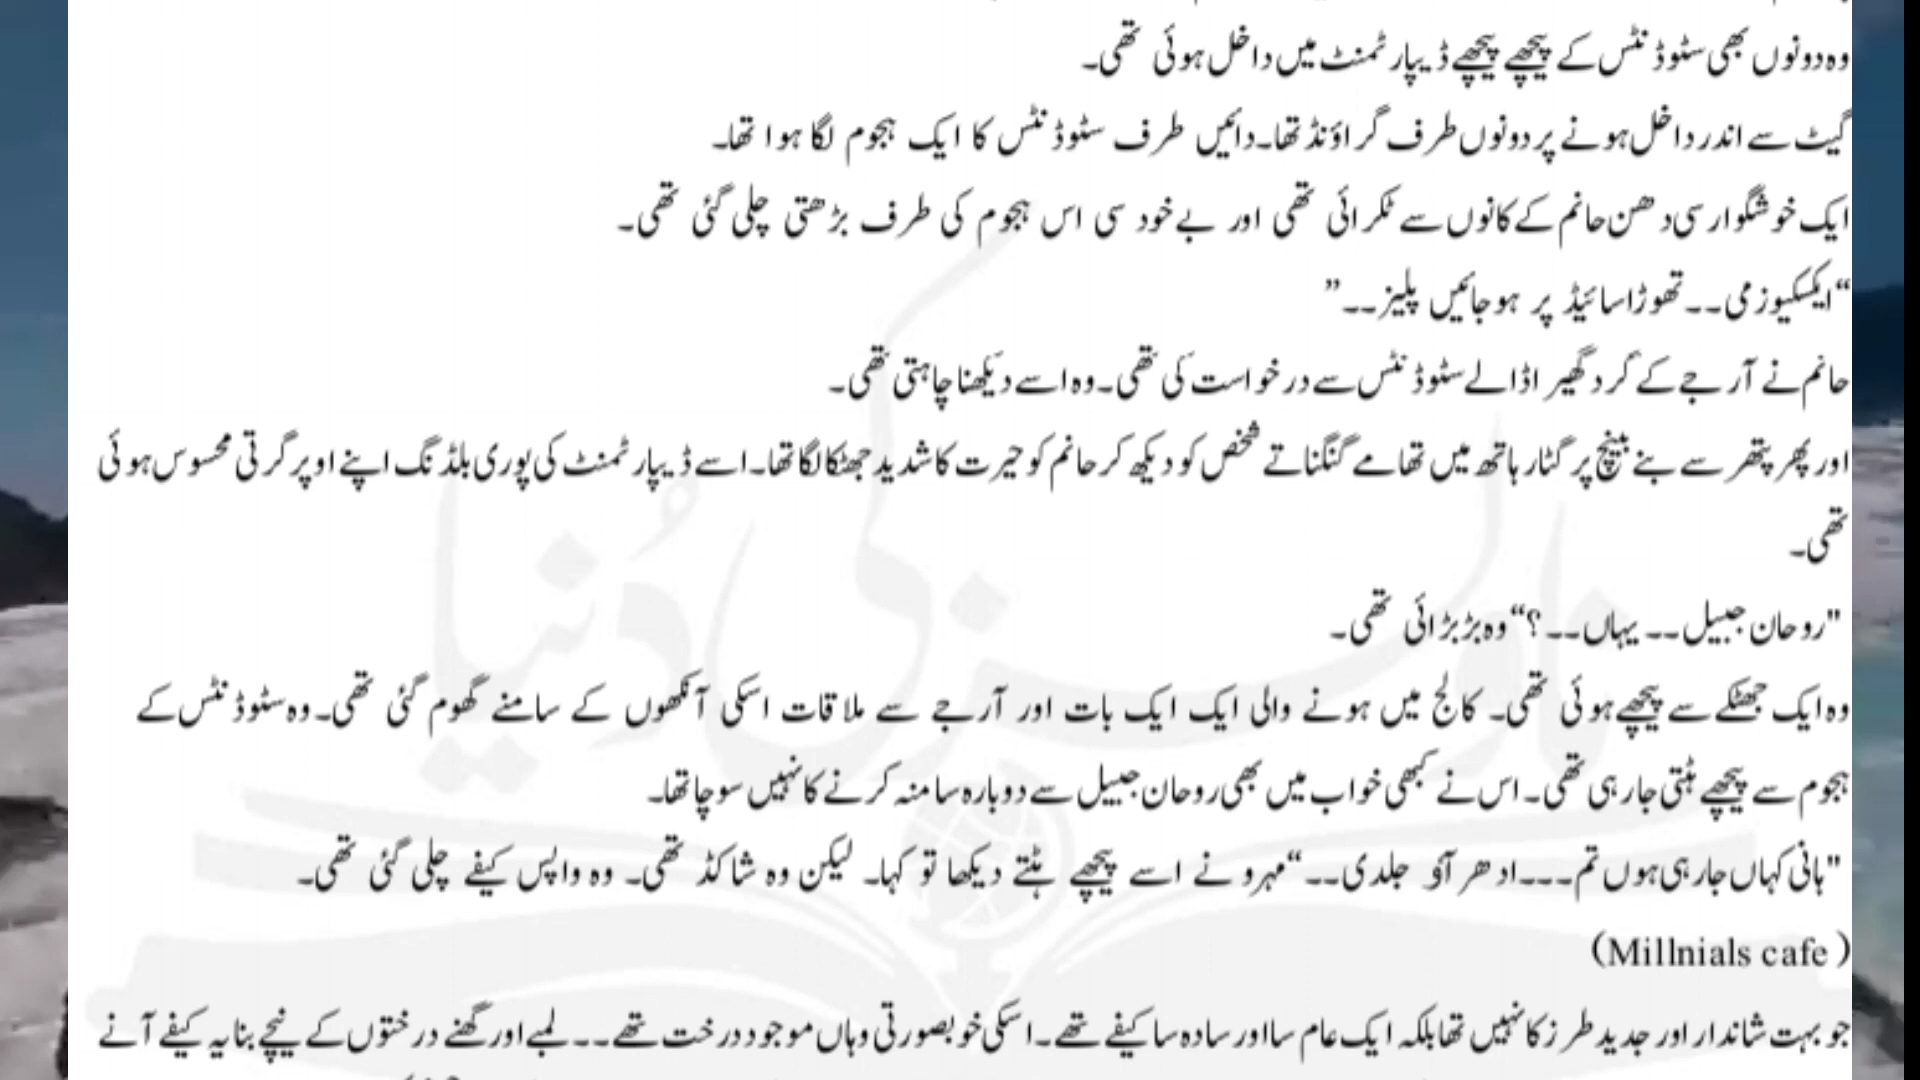 وہ دونوں بھی سٹوڈنٹس کے پیچھے پیچھے ڈیپارٹمنٹ میں داخل ہوئی تھی۔
گیٹ سے اندر داخل ہونے پر دونوں طرف گراؤنڈ تھا۔دائیں طرف سٹوڈنٹس کا ایک ہجوم لگا ہوا تھا۔
ایک خوشگوار سی دھن حانم کے کانوں سے ٹکرائی تھی اور بے خود سی اس ہجوم کی طرف بڑھتی چلی گئی تھی۔
“ایکسکیوزمی۔۔تھوڑا سائیڈ پر ہو جائیں پلیز۔۔”
حانم نے آر جے کے گرد گھیرا ڈالے سٹوڈنٹس سے درخواست کی تھی۔وہ اسے دیکھنا چاہتی تھی۔
اور پھر پتھر سے بنے بینچ پر گٹار ہاتھ میں تھامے گنگناتے شخص کو دیکھ کر حانم کو حیرت کا شدید جھٹکا لگا تھا۔اسے ڈیپارٹمنٹ کی پوری بلڈنگ اپنے اوپر گرتی محسوس ہوئی
تھی۔
"روحان جبیل۔۔ یہاں۔۔؟“ وہ بڑبڑائی تھی۔
وہ ایک جھٹکے سے پیچھے ہوئی تھی۔ کالج میں ہونے والی ایک ایک بات اور آر جے سے ملاقات اسکی آنکھوں کے سامنے گھوم گئی تھی۔وہ سٹوڈنٹس کے
ہجوم سے پیچھے ہٹتی جا رہی تھی۔اس نے کبھی خواب میں بھی روحان جبیل سے دوبارہ سامنہ کرنے کا نہیں سوچا تھا۔
"ہانی کہاں جا رہی ہوں تم۔۔۔ادھر آؤ جلدی۔۔“مہرو نے اسے پیچھے ہٹتے دیکھا تو کہا۔ لیکن وہ شاکڈ تھی۔ وہ واپس کیفے چلی گئی تھی۔
(Millnials cafe )
جو بہت شاندار اور جدید طرز کا نہیں تھا بلکہ ایک عام سا اور سادہ سا کیفے تھے۔اسکی خوبصورتی وہاں موجود درخت تھے۔۔۔لمبے اور گھنے درختوں کے نیچے بنا یہ کیفے آنے
ناولز کی دُنیا